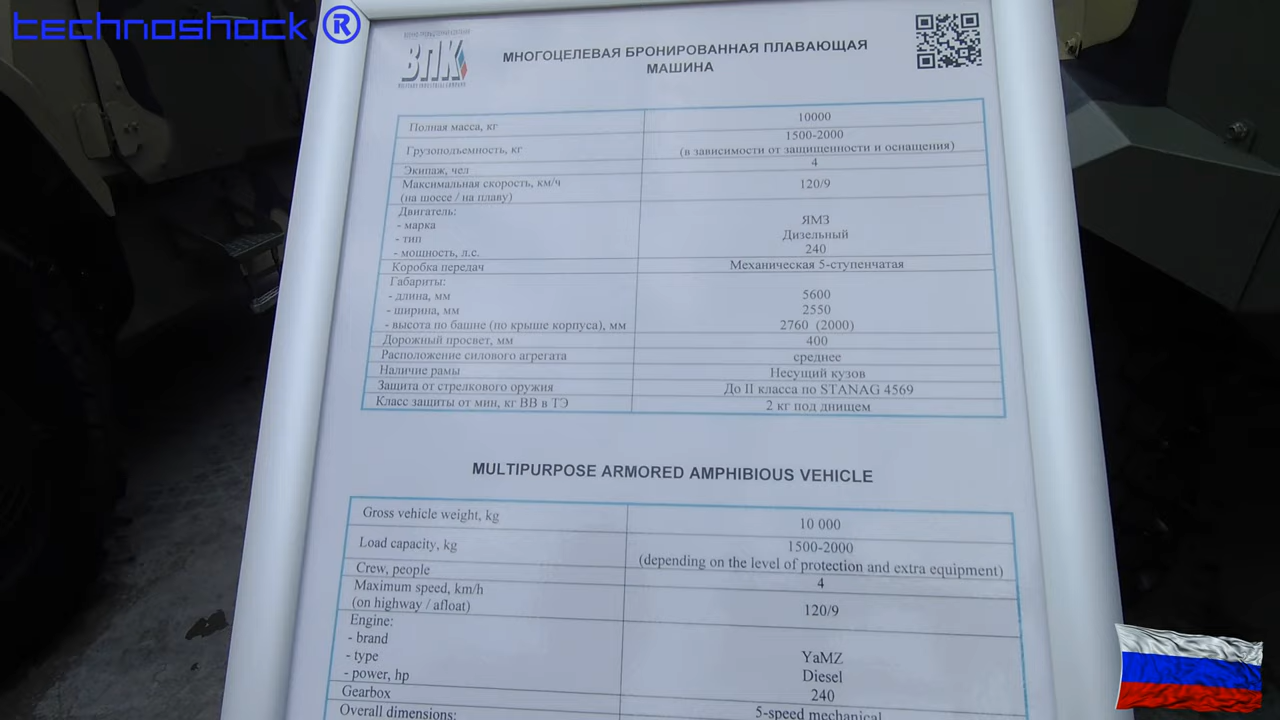 technoshock ®
ВПК
MILITARY INDUSTRIAL COMPANY
МНОГОЦЕЛЕВАЯ БРОНИРОВАННАЯ ПЛАВАЮЩАЯ
МАШИНА
Полная масса, кг 10000
Грузоподъемность, кг 1500-2000
(в зависимости от защищенности и оснащения)
Экипаж, чел 4
Максимальная скорость, км/ч 120/9
(на шоссе / на плаву)
Двигатель:
- марка ЯМЗ
- тип Дизельный
- мощность, л.с. 240
Коробка передач Механическая 5-ступенчатая
Габариты:
- длина, мм 5600
- ширина, мм 2550
- высота по башне (по крыше корпуса), мм 2760 (2000)
Дорожный просвет, мм 400
Расположение силового агрегата среднее
Наличие рамы Несущий кузов
Защита от стрелкового оружия До II класса по STANAG 4569
Класс защиты от мин, кг ВВ в ТЭ 2 кг под днищем
MULTIPURPOSE ARMORED AMPHIBIOUS VEHICLE
Gross vehicle weight, kg 10 000
Load capacity, kg 1500-2000
(depending on the level of protection and extra equipment)
Crew, people 4
Maximum speed, km/h 120/9
(on highway / afloat)
Engine:
- brand YaMZ
- type Diesel
- power, hp 240
Gearbox 5-speed mechanical
Overall dimensions: